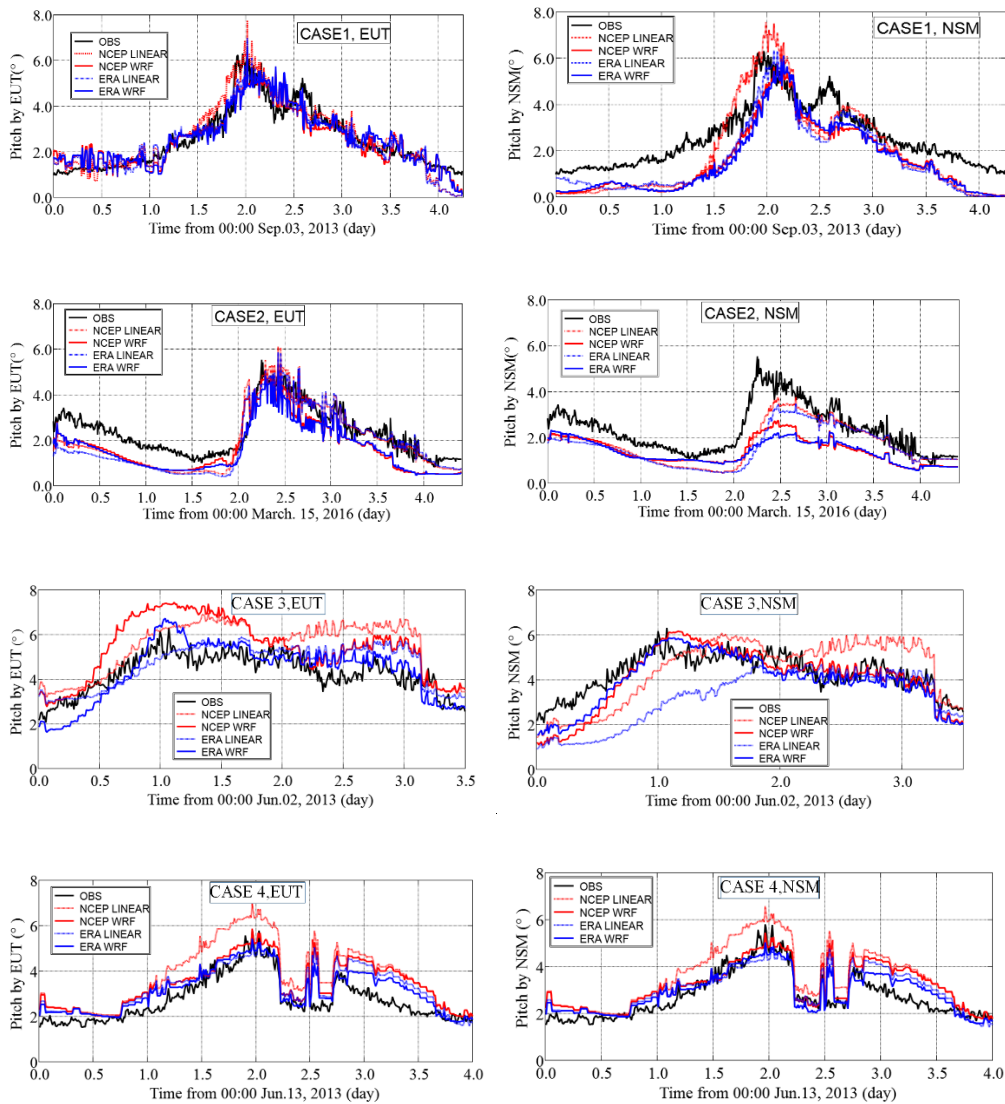 CASE1, EUT
OBS
NCEP LINEAR
NCEP WRF
ERA LINEAR
ERA WRF
Pitch by EUT(°)
8.0
6.0
4.0
2.0
0.0
0.0 0.5 1.0 1.5 2.0 2.5 3.0 3.5 4.0
Time from 00:00 Sep.03, 2013 (day)
CASE1, NSM
OBS
NCEP LINEAR
NCEP WRF
ERA LINEAR
ERA WRF
Pitch by NSM(°)
8.0
6.0
4.0
2.0
0.0
0.0 0.5 1.0 1.5 2.0 2.5 3.0 3.5 4.0
Time from 00:00 Sep.03, 2013 (day)
CASE2, EUT
OBS
NCEP LINEAR
NCEP WRF
ERA LINEAR
ERA WRF
Pitch by EUT(°)
8.0
6.0
4.0
2.0
0.0
0.0 1.0 2.0 2.5 3.0 4.0
Time from 00:00 March. 15, 2016 (day)
CASE2, NSM
OBS
NCEP LINEAR
NCEP WRF
ERA LINEAR
ERA WRF
Pitch by NSM(°)
8.0
6.0
4.0
2.0
0.0
0.0 1.0 2.0 2.5 3.0 4.0
Time from 00:00 March. 15, 2016 (day)
CASE 3,EUT
OBS
NCEP LINEAR
NCEP WRF
ERA LINEAR
ERA WRF
Pitch by EUT (°)
8
6
4
2
0
0.0 0.5 1.0 1.5 2.0 2.5 3.0 3.5
Time from 00:00 Jun.02, 2013 (day)
CASE 3,NSM
OBS
NCEP LINEAR
NCEP WRF
ERA LINEAR
ERA WRF
Pitch by NSM (°)
8
6
4
2
0
0.0 1.0 2.0 3.0
Time from 00:00 Jun.02, 2013 (day)
CASE 4,EUT
OBS
NCEP LINEAR
NCEP WRF
ERA LINEAR
ERA WRF
Pitch by EUT (°)
8
6
4
2
0
0.0 0.5 1.0 1.5 2.0 2.5 3.0 3.5 4.0
Time from 00:00 Jun.13, 2013 (day)
CASE 4,NSM
OBS
NCEP LINEAR
NCEP WRF
ERA LINEAR
ERA WRF
Pitch by NSM (°)
8
6
4
2
0
0.0 0.5 1.0 1.5 2.0 2.5 3.0 3.5 4.0
Time from 00:00 Jun.13, 2013 (day)